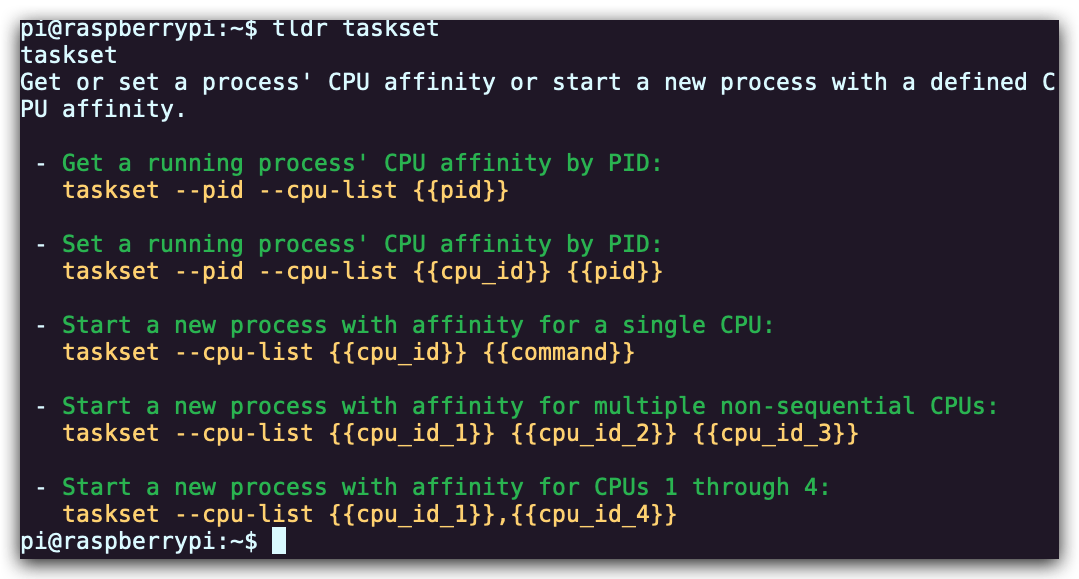 pi@raspberrypi:~$ tldr taskset
taskset
Get or set a process' CPU affinity or start a new process with a defined C
PU affinity.
- Get a running process' CPU affinity by PID:
taskset --pid --cpu-list {{pid}}
- Set a running process' CPU affinity by PID:
taskset --pid --cpu-list {{cpu_id}} {{pid}}
- Start a new process with affinity for a single CPU:
taskset --cpu-list {{cpu_id}} {{command}}
- Start a new process with affinity for multiple non-sequential CPUs:
taskset --cpu-list {{cpu_id_1}} {{cpu_id_2}} {{cpu_id_3}}
- Start a new process with affinity for CPUs 1 through 4:
taskset --cpu-list {{cpu_id_1}},{{cpu_id_4}}
pi@raspberrypi:~$